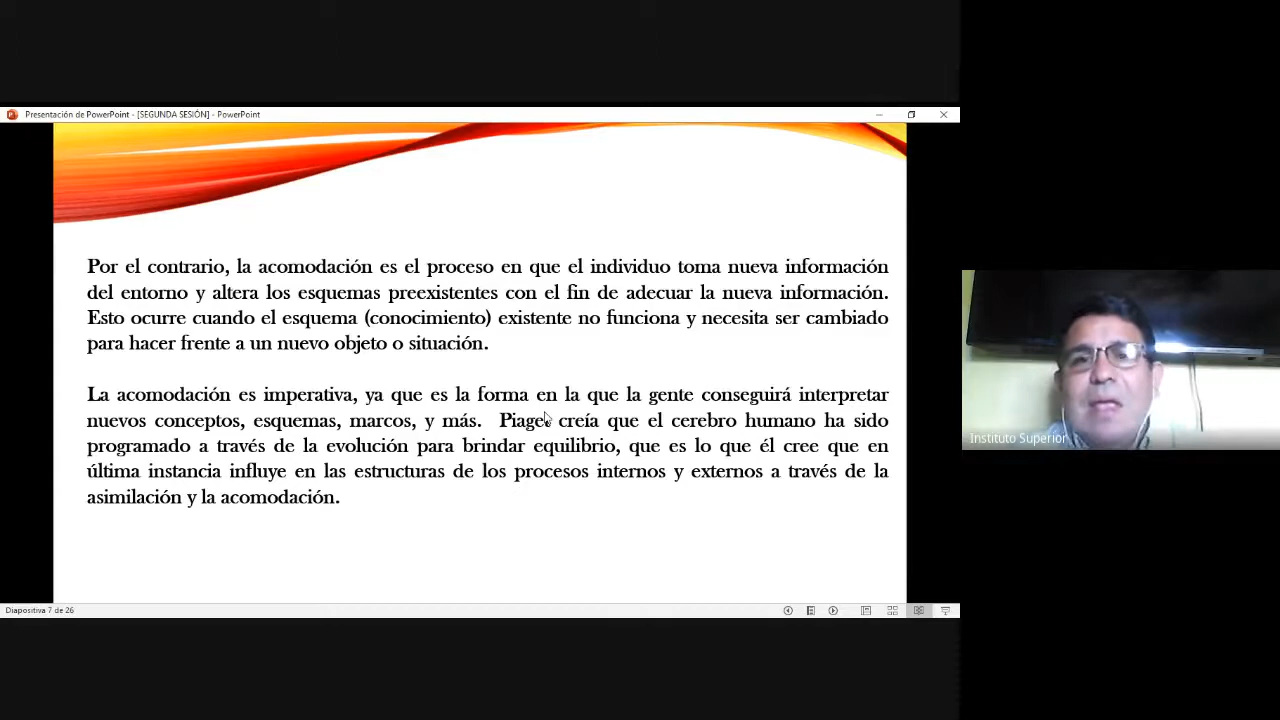 Presentación de PowerPoint - [SEGUNDA SESIÓN] - PowerPoint
Por el contrario, la acomodación es el proceso en que el individuo toma nueva información
del entorno y altera los esquemas preexistentes con el fin de adecuar la nueva información.
Esto ocurre cuando el esquema (conocimiento) existente no funciona y necesita ser cambiado
para hacer frente a un nuevo objeto o situación.
La acomodación es imperativa, ya que es la forma en la que la gente conseguirá interpretar
nuevos conceptos, esquemas, marcos, y más. Piaget creía que el cerebro humano ha sido
programado a través de la evolución para brindar equilibrio, que es lo que él cree que en
última instancia influye en las estructuras de los procesos internos y externos a través de la
asimilación y la acomodación.
Instituto Superior
Diapositiva 7 de 26